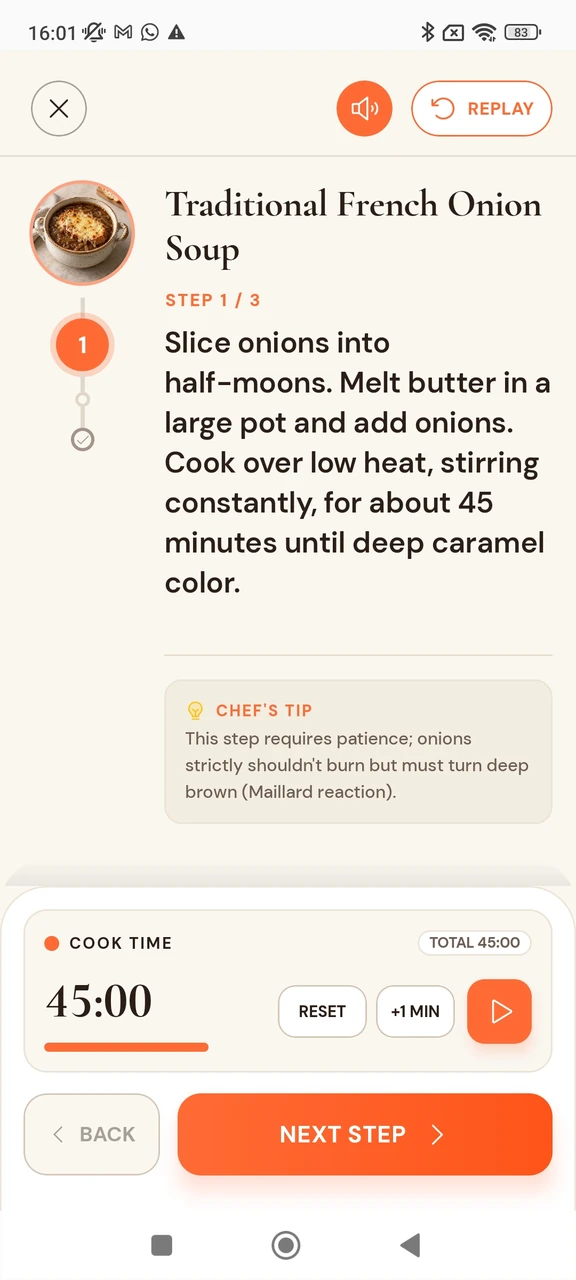 16:01
83
REPLAY
Traditional French Onion
Soup
STEP 1 / 3
1
Slice onions into
half-moons. Melt butter in a
large pot and add onions.
Cook over low heat, stirring
constantly, for about 45
minutes until deep caramel
color.
CHEF'S TIP
This step requires patience; onions
strictly shouldn't burn but must turn deep
brown (Maillard reaction).
COOK TIME
TOTAL 45:00
45:00
RESET
+1 MIN
BACK
NEXT STEP